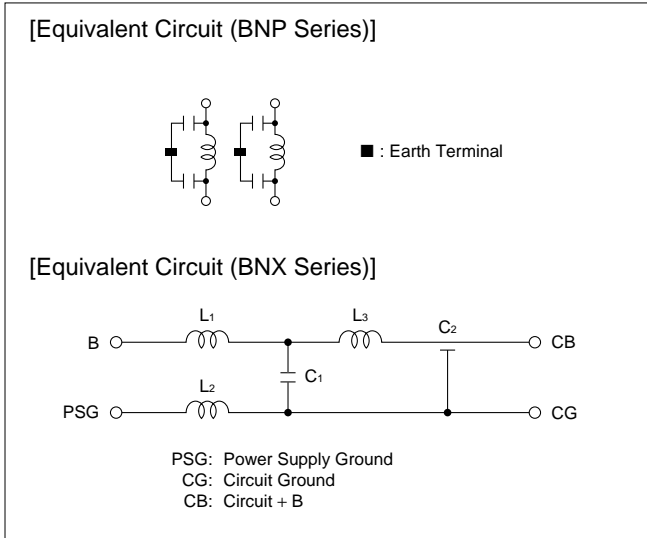 [Equivalent Circuit (BNP Series)]
■ : Earth Terminal
[Equivalent Circuit (BNX Series)]
L1
L3
C2
B
CB
C1
L2
PSG
CG
PSG: Power Supply Ground
CG: Circuit Ground
CB: Circuit + B